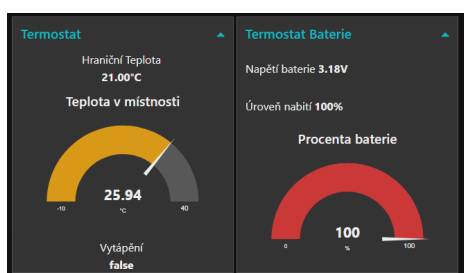 Termostat
Hraniční Teplota
21.00°C
Teplota v místnosti
25.94
°C
-10
40
Vytápění
false
Termostat Baterie
Napětí baterie 3.18V
Úroveň nabití 100%
Procenta baterie
100
%
0
100